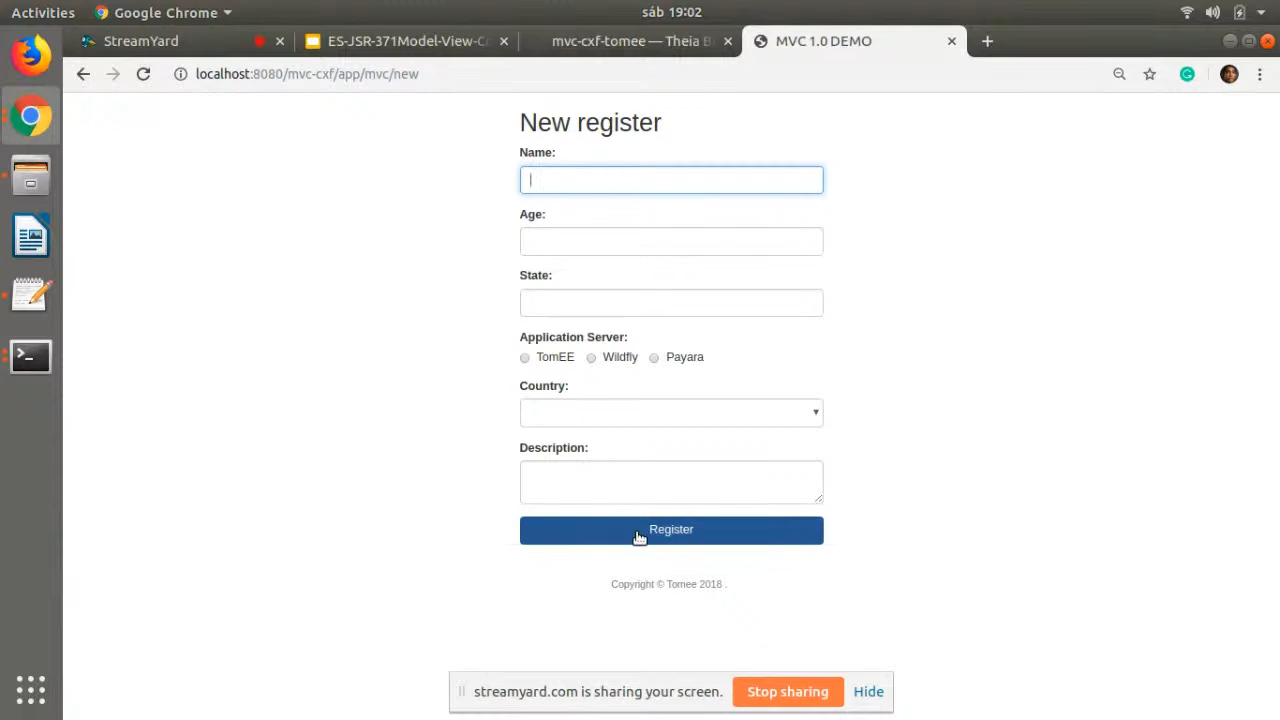 Activities Google Chrome sáb 19:02
StreamYard ES-JSR-371Model-View-Co mvc-cxf-tomee — Theia B MVC 1.0 DEMO
localhost:8080/mvc-cxf/app/mvc/new
New register
Name:
Age:
State:
Application Server:
TomEE Wildfly Payara
Country:
Description:
Register
Copyright © Tomee 2018 .
streamyard.com is sharing your screen. Stop sharing Hide